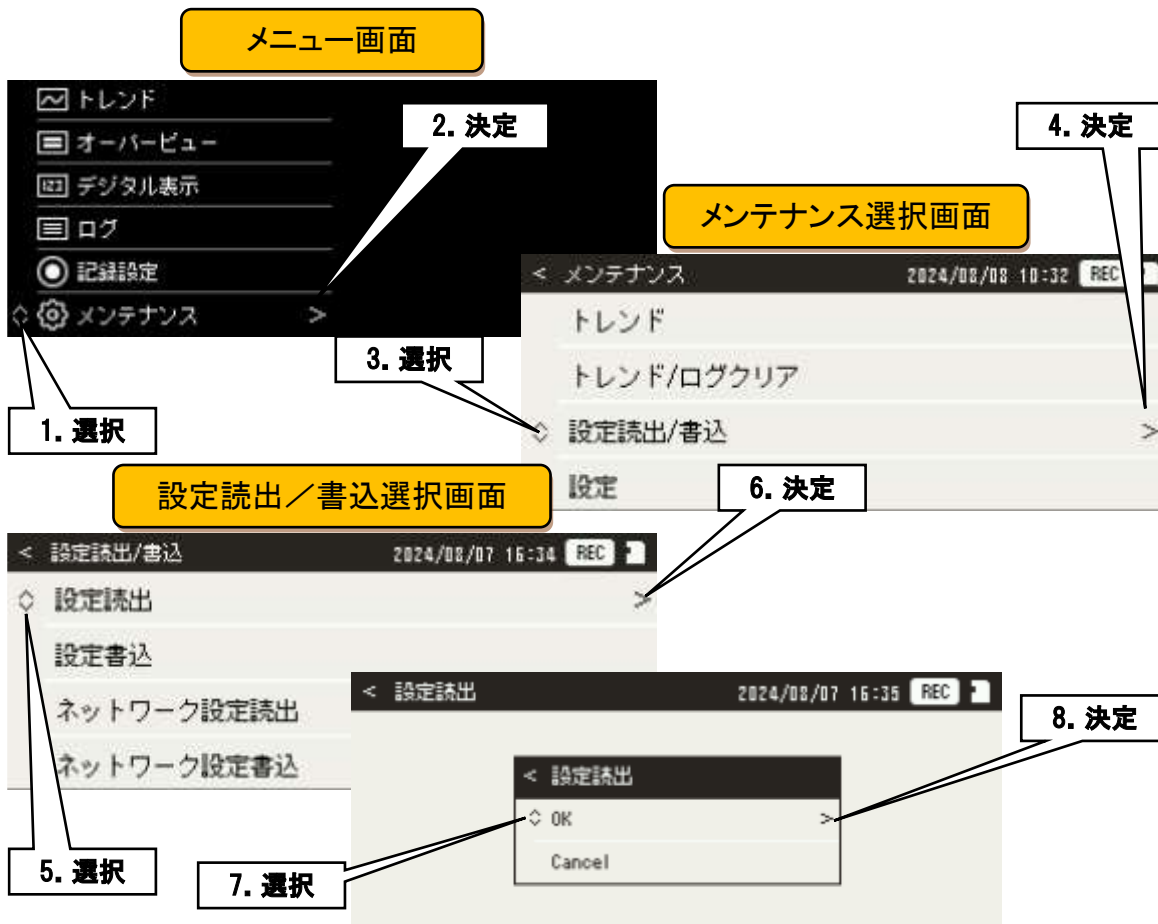 メニュー画面
トレンド
オーバービュー
デジタル表示
ログ
記録設定
メンテナンス >
1. 選択
2. 決定
メンテナンス選択画面
< メンテナンス 2024/08/08 10:32 REC
トレンド
トレンド/ログクリア
設定読出/書込 >
設定
3. 選択
4. 決定
設定読出／書込選択画面
< 設定読出/書込 2024/08/07 16:34 REC
設定読出 >
設定書込
ネットワーク設定読出
ネットワーク設定書込
5. 選択
6. 決定
< 設定読出 2024/08/07 16:35 REC
< 設定読出
OK >
Cancel
7. 選択
8. 決定